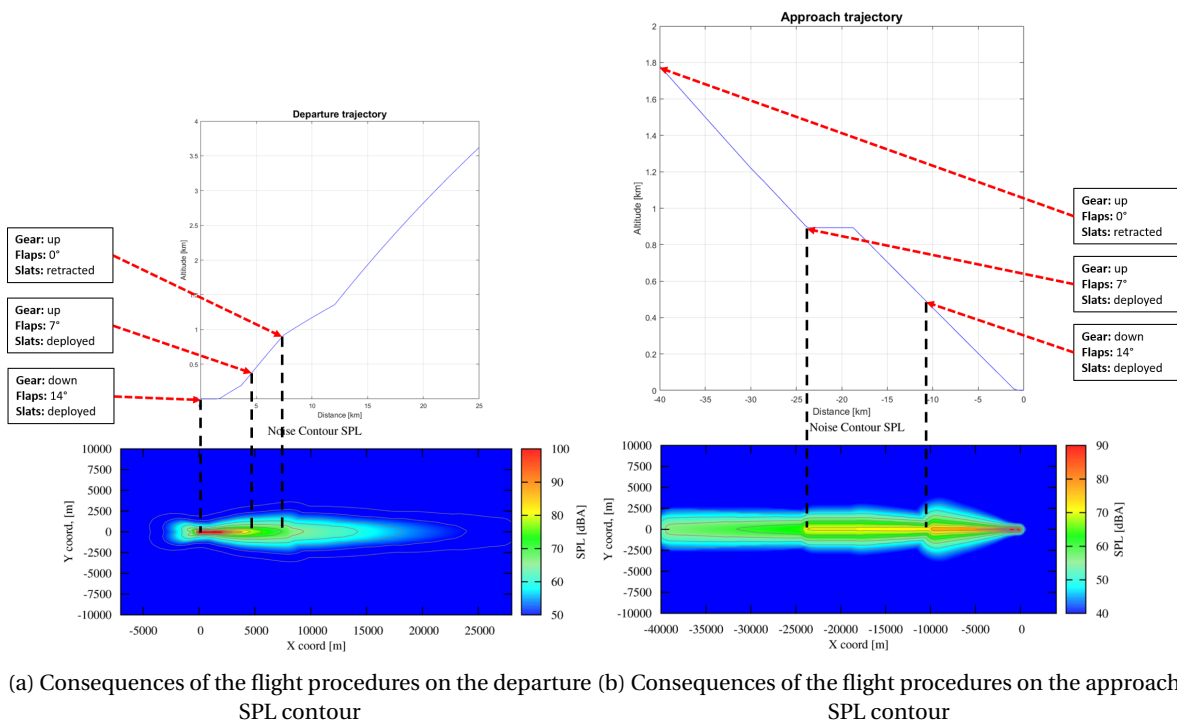 Departure trajectory
4
3.5
3
2.5
2
1.5
1
0.5
Altitude [km]
5
10
15
20
25
Distance [km]
Gear: up
Flaps: 0°
Slats: retracted
Gear: up
Flaps: 7°
Slats: deployed
Gear: down
Flaps: 14°
Slats: deployed
Noise Contour SPL
10000
7500
5000
2500
0
-2500
-5000
-7500
-10000
Y coord, [m]
-5000
0
5000
10000
15000
20000
25000
X coord [m]
100
90
80
70
60
50
SPL [dBA]
(a) Consequences of the flight procedures on the departure
SPL contour
Approach trajectory
2
1.8
1.6
1.4
1.2
1
0.8
0.6
0.4
0.2
0
Altitude [km]
-40
-35
-30
-25
-20
-15
-10
-5
0
Distance [km]
Gear: up
Flaps: 0°
Slats: retracted
Gear: up
Flaps: 7°
Slats: deployed
Gear: down
Flaps: 14°
Slats: deployed
Noise Contour SPL
10000
7500
5000
2500
0
-2500
-5000
-7500
-10000
Y coord, [m]
-40000
-35000
-30000
-25000
-20000
-15000
-10000
-5000
0
X coord [m]
90
80
70
60
50
40
SPL [dBA]
(b) Consequences of the flight procedures on the approach
SPL contour